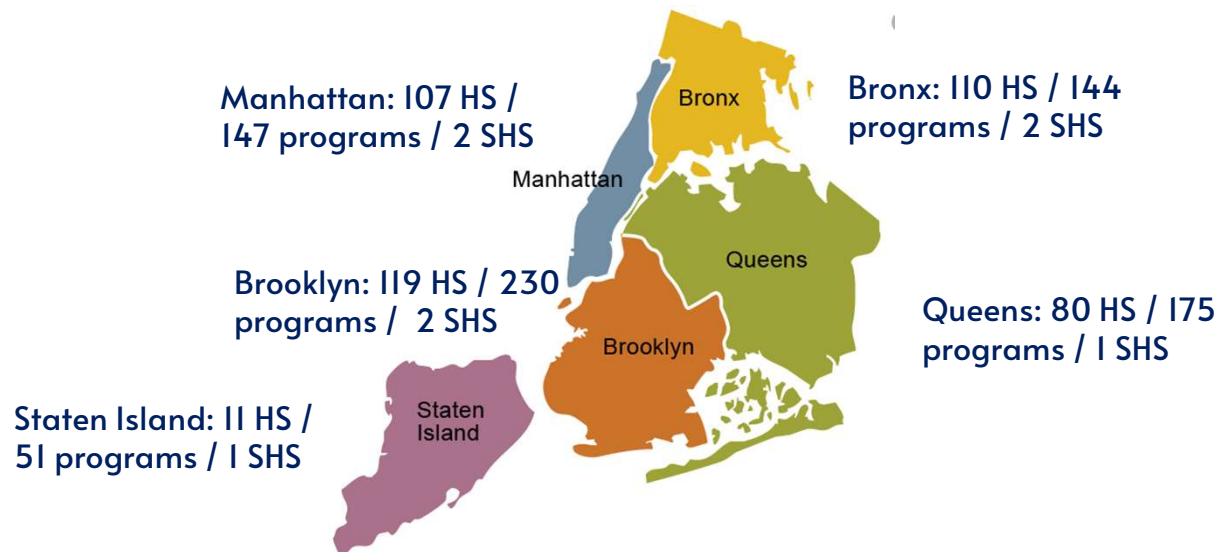 Manhattan: 107 HS /
147 programs / 2 SHS
Bronx
Bronx: 110 HS / 144
programs / 2 SHS
Manhattan
Brooklyn: 119 HS / 230
programs / 2 SHS
Queens
Queens: 80 HS / 175
programs / 1 SHS
Brooklyn
Staten Island: 11 HS /
51 programs / 1 SHS
Staten
Island